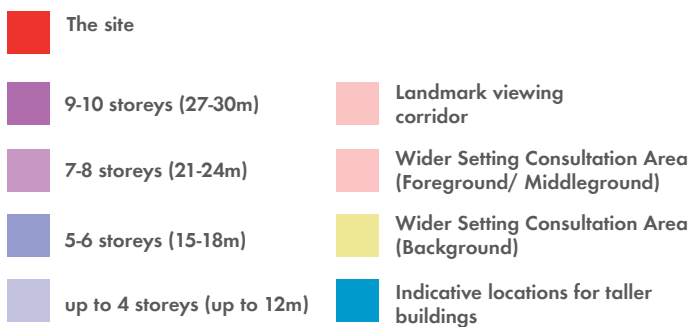 The site
9-10 storeys (27-30m)
7-8 storeys (21-24m)
5-6 storeys (15-18m)
up to 4 storeys (up to 12m)
Landmark viewing
corridor
Wider Setting Consultation Area
(Foreground/ Middleground)
Wider Setting Consultation Area
(Background)
Indicative locations for taller
buildings